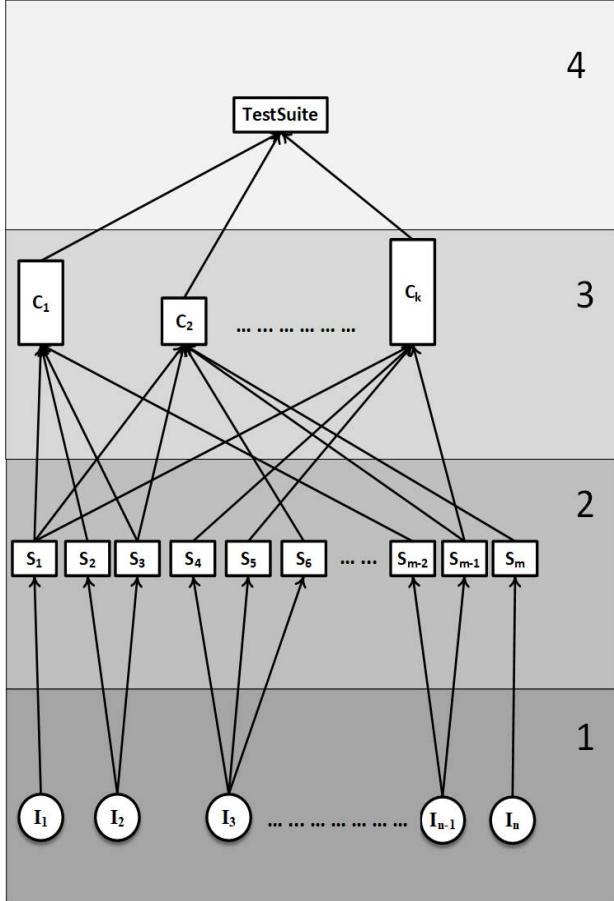 4
TestSuite
3
C1
C2
... ... ... ... ... ...
Ck
2
S1 S2 S3 S4 S5 S6 ... ... Sm-2 Sm-1 Sm
1
I1 I2 I3 ... ... ... ... ... ... ... In-1 In